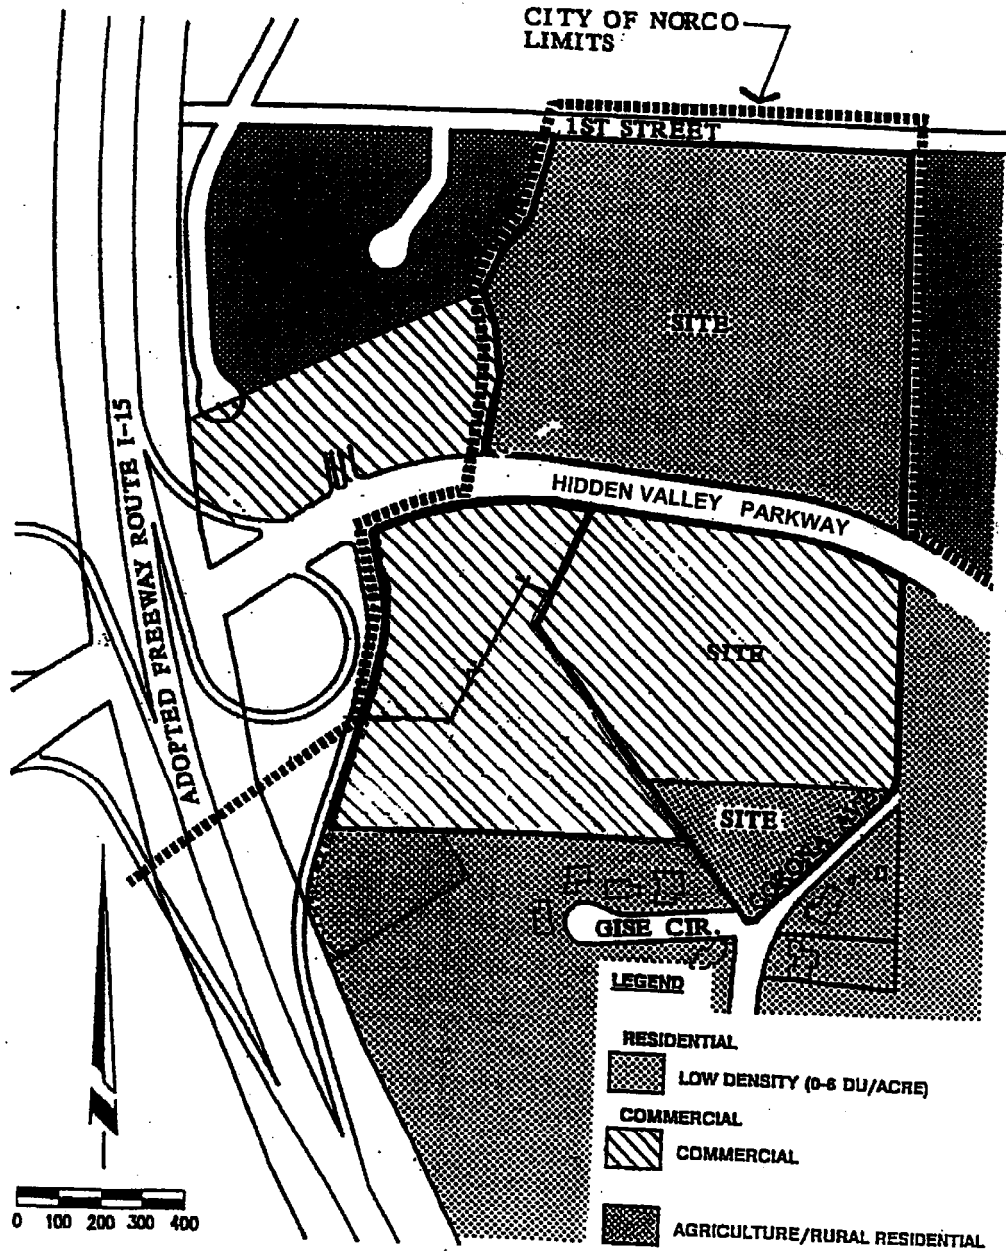 CITY OF NORCO
LIMITS
1ST STREET
SITE
HIDDEN VALLEY PARKWAY
ADOPTED FREEWAY ROUTE I-15
SITE
SITE
GISE CIR.
LEGEND
RESIDENTIAL
LOW DENSITY (0-6 DU/ACRE)
COMMERCIAL
COMMERCIAL
AGRICULTURE/RURAL RESIDENTIAL
N
0 100 200 300 400